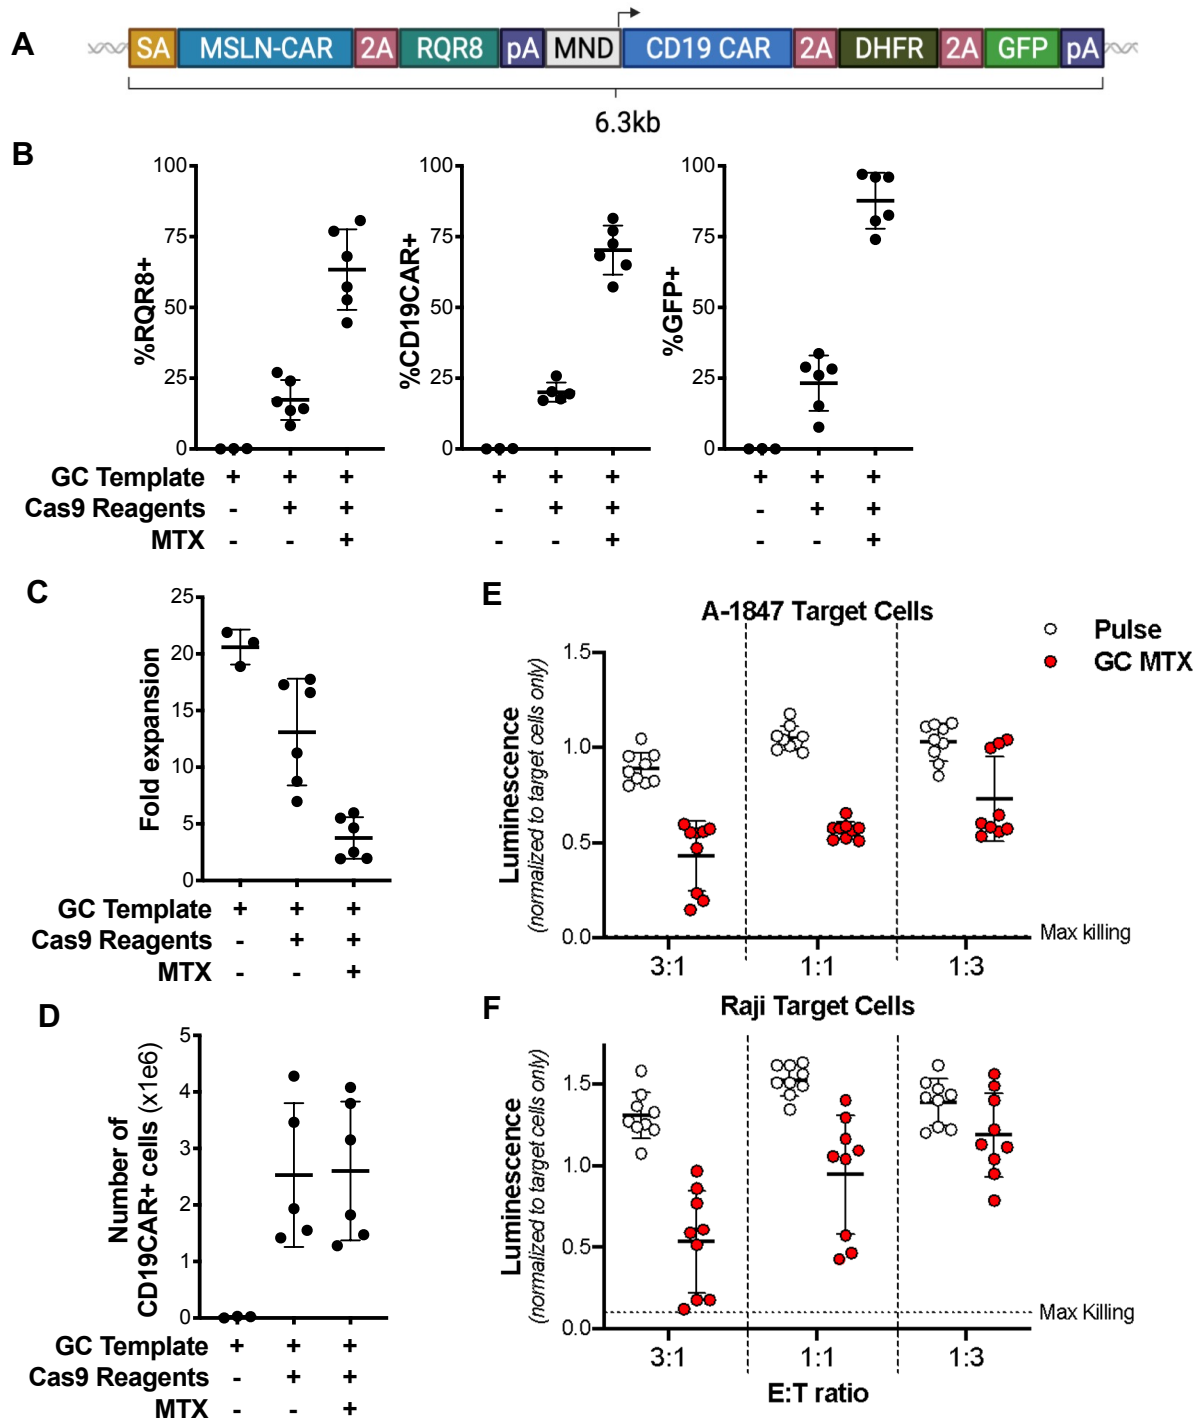 A
SA MSLN-CAR 2A RQR8 pA MND CD19 CAR 2A DHFR 2A GFP pA
6.3kb
B
100 75 50 25 0
%RQR8+
100 75 50 25 0
%CD19CAR+
100 75 50 25 0
%GFP+
GC Template + + + + + + + + +
Cas9 Reagents - + + - + + - + +
MTX - - + - - + - - +
C
25 20 15 10 5 0
Fold expansion
GC Template + + +
Cas9 Reagents - + +
MTX - - +
D
5 4 3 2 1 0
Number of
CD19CAR+ cells (x1e6)
GC Template + + +
Cas9 Reagents - + +
MTX - - +
E
A-1847 Target Cells
Pulse
GC MTX
1.5 1.0 0.5 0.0
Luminescence
(normalized to target cells only)
Max killing
3:1 1:1 1:3
F
Raji Target Cells
1.5 1.0 0.5 0.0
Luminescence
(normalized to target cells only)
Max Killing
3:1 1:1 1:3
E:T ratio